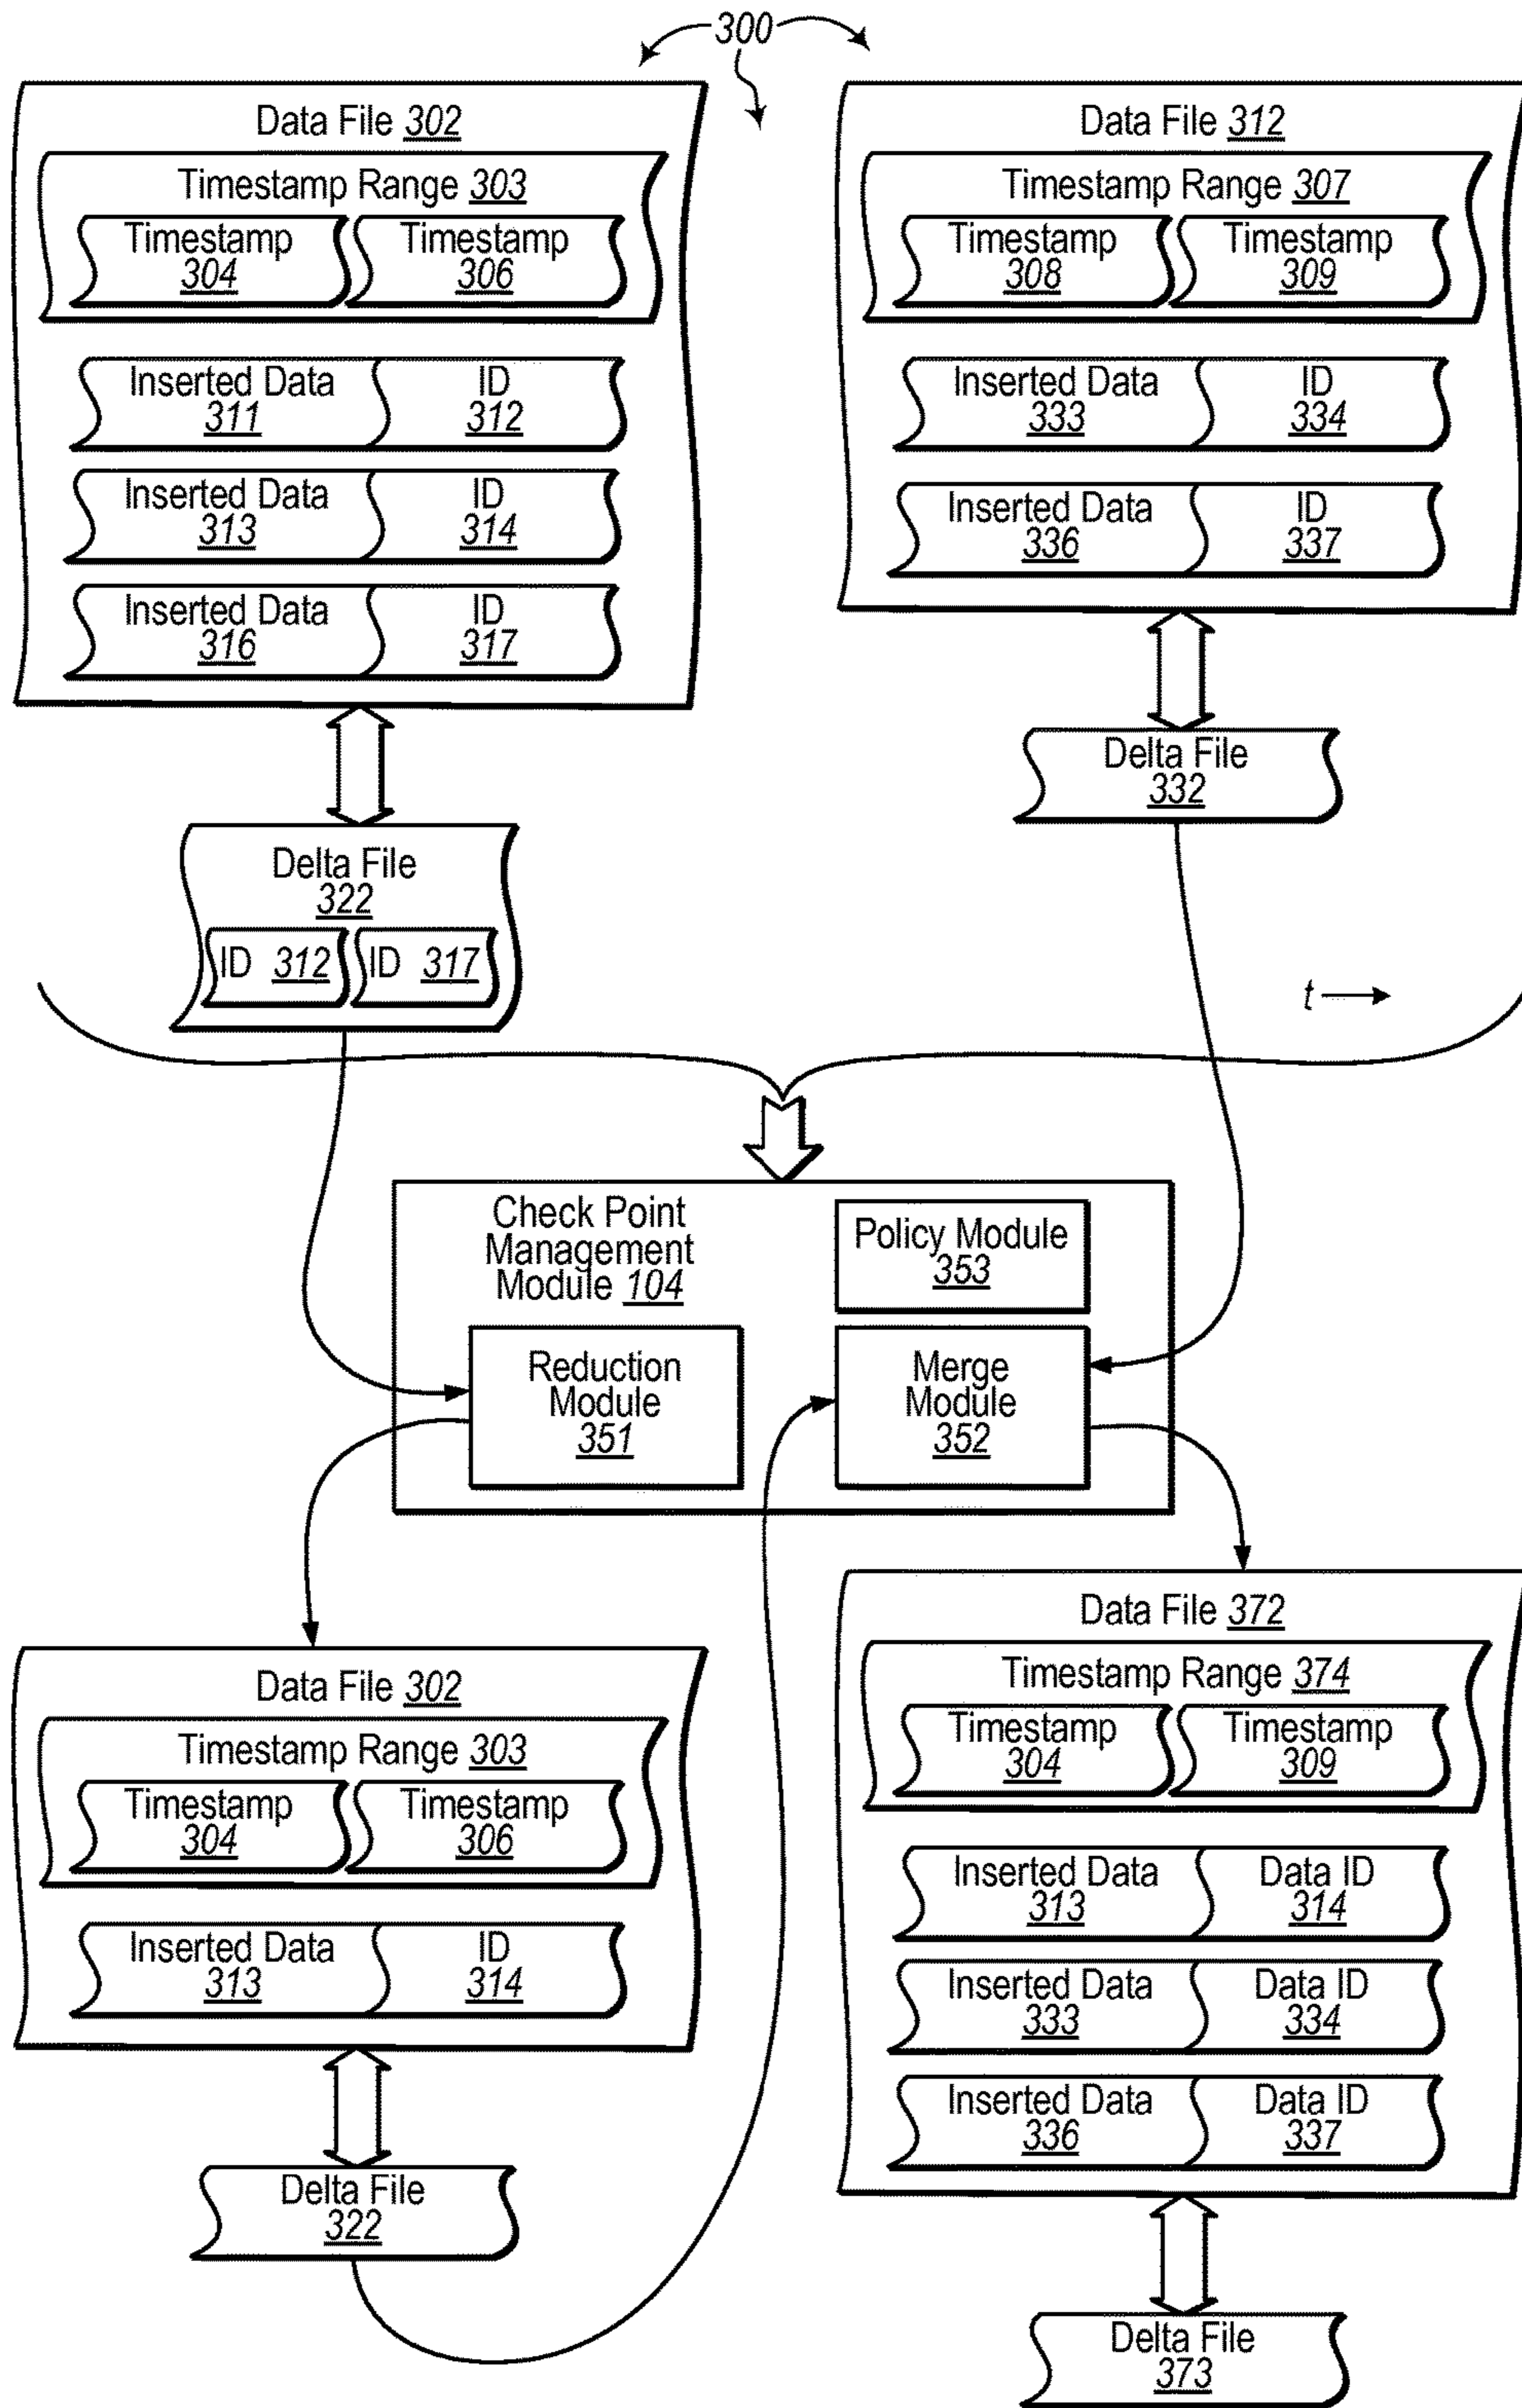 300
Data File 302
Timestamp Range 303
Timestamp
304
Timestamp
306
Inserted Data
311
ID
312
Inserted Data
313
ID
314
Inserted Data
316
ID
317
Delta File
322
ID 312
ID 317
Data File 312
Timestamp Range 307
Timestamp
308
Timestamp
309
Inserted Data
333
ID
334
Inserted Data
336
ID
337
Delta File
332
t
Check Point
Management
Module 104
Policy Module
353
Reduction
Module
351
Merge
Module
352
Data File 302
Timestamp Range 303
Timestamp
304
Timestamp
306
Inserted Data
313
ID
314
Delta File
322
Data File 372
Timestamp Range 374
Timestamp
304
Timestamp
309
Inserted Data
313
Data ID
314
Inserted Data
333
Data ID
334
Inserted Data
336
Data ID
337
Delta File
373